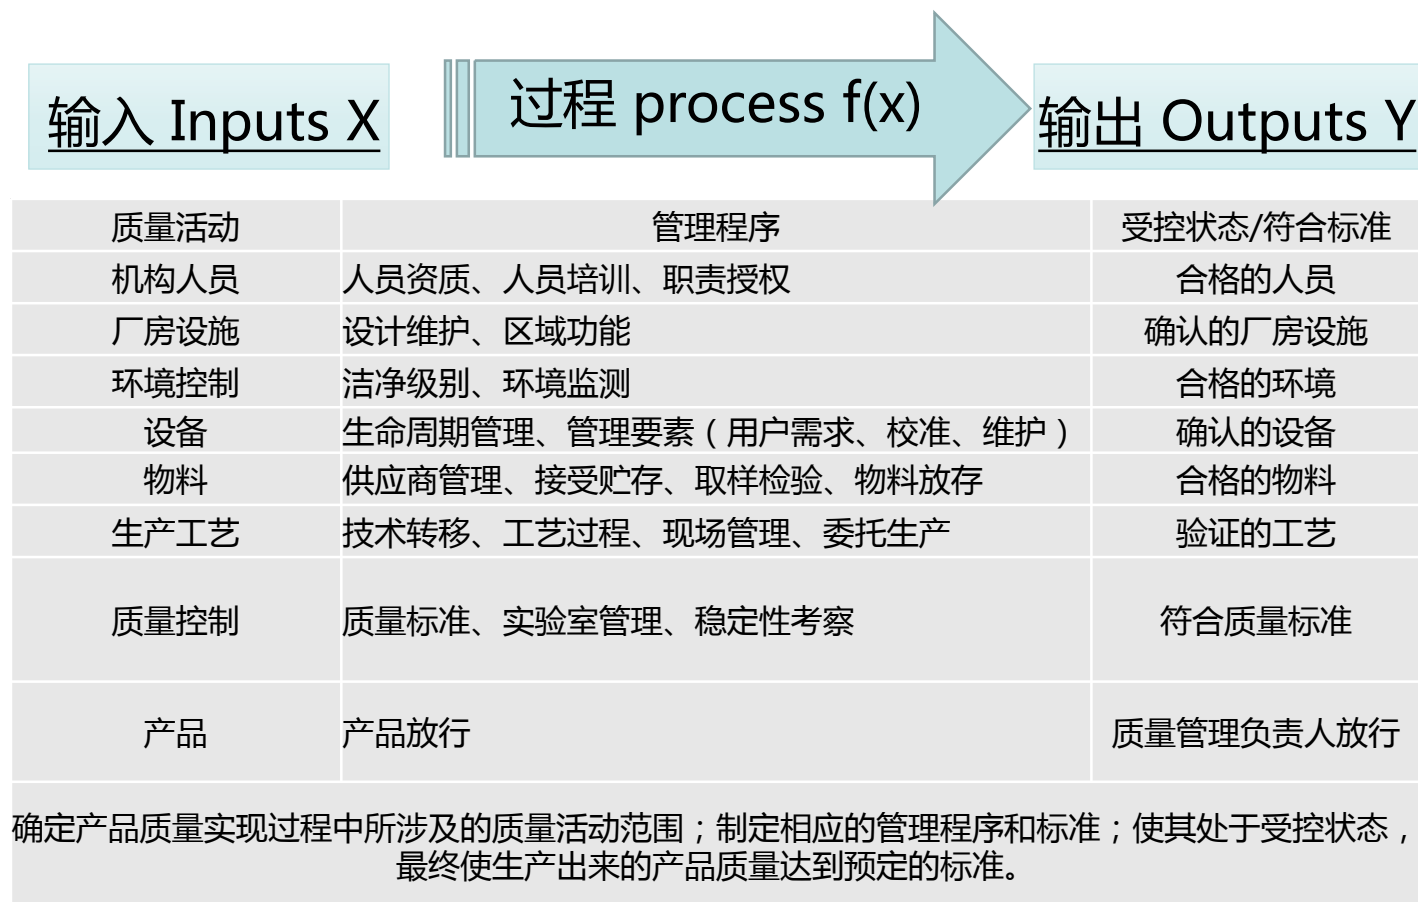 输入 Inputs X
过程 process f(x)
输出 Outputs Y
质量活动 管理程序 受控状态/符合标准
机构人员 人员资质、人员培训、职责授权 合格的人员
厂房设施 设计维护、区域功能 确认的厂房设施
环境控制 洁净级别、环境监测 合格的环境
设备 生命周期管理、管理要素（用户需求、校准、维护） 确认的设备
物料 供应商管理、接受贮存、取样检验、物料放存 合格的物料
生产工艺 技术转移、工艺过程、现场管理、委托生产 验证的工艺
质量控制 质量标准、实验室管理、稳定性考察 符合质量标准
产品 产品放行 质量管理负责人放行
确定产品质量实现过程中所涉及的质量活动范围；制定相应的管理程序和标准；使其处于受控状态，
最终使生产出来的产品质量达到预定的标准。